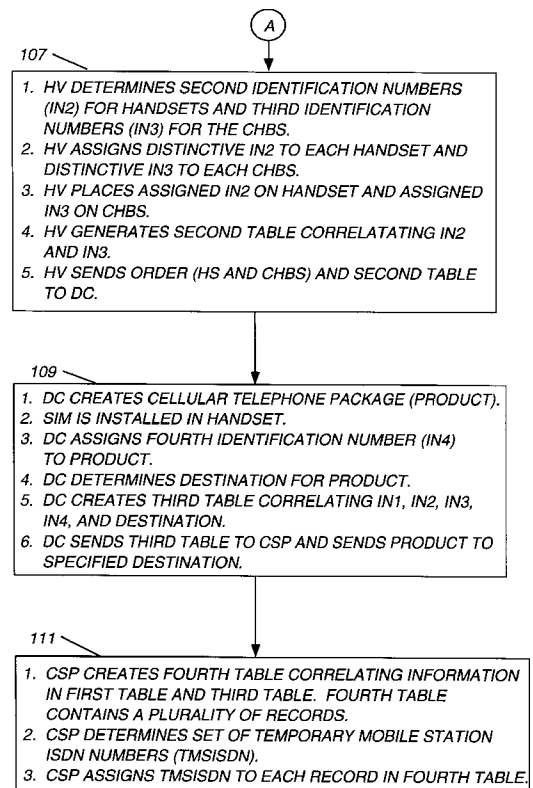 A
107
1. HV DETERMINES SECOND IDENTIFICATION NUMBERS
(IN2) FOR HANDSETS AND THIRD IDENTIFICATION
NUMBERS (IN3) FOR THE CHBS.
2. HV ASSIGNS DISTINCTIVE IN2 TO EACH HANDSET AND
DISTINCTIVE IN3 TO EACH CHBS.
3. HV PLACES ASSIGNED IN2 ON HANDSET AND ASSIGNED
IN3 ON CHBS.
4. HV GENERATES SECOND TABLE CORRELATATING IN2
AND IN3.
5. HV SENDS ORDER (HS AND CHBS) AND SECOND TABLE
TO DC.
109
1. DC CREATES CELLULAR TELEPHONE PACKAGE (PRODUCT).
2. SIM IS INSTALLED IN HANDSET.
3. DC ASSIGNS FOURTH IDENTIFICATION NUMBER (IN4)
TO PRODUCT.
4. DC DETERMINES DESTINATION FOR PRODUCT.
5. DC CREATES THIRD TABLE CORRELATING IN1, IN2, IN3,
IN4, AND DESTINATION.
6. DC SENDS THIRD TABLE TO CSP AND SENDS PRODUCT TO
SPECIFIED DESTINATION.
111
1. CSP CREATES FOURTH TABLE CORRELATING INFORMATION
IN FIRST TABLE AND THIRD TABLE. FOURTH TABLE
CONTAINS A PLURALITY OF RECORDS.
2. CSP DETERMINES SET OF TEMPORARY MOBILE STATION
ISDN NUMBERS (TMSISDN).
3. CSP ASSIGNS TMSISDN TO EACH RECORD IN FOURTH TABLE.